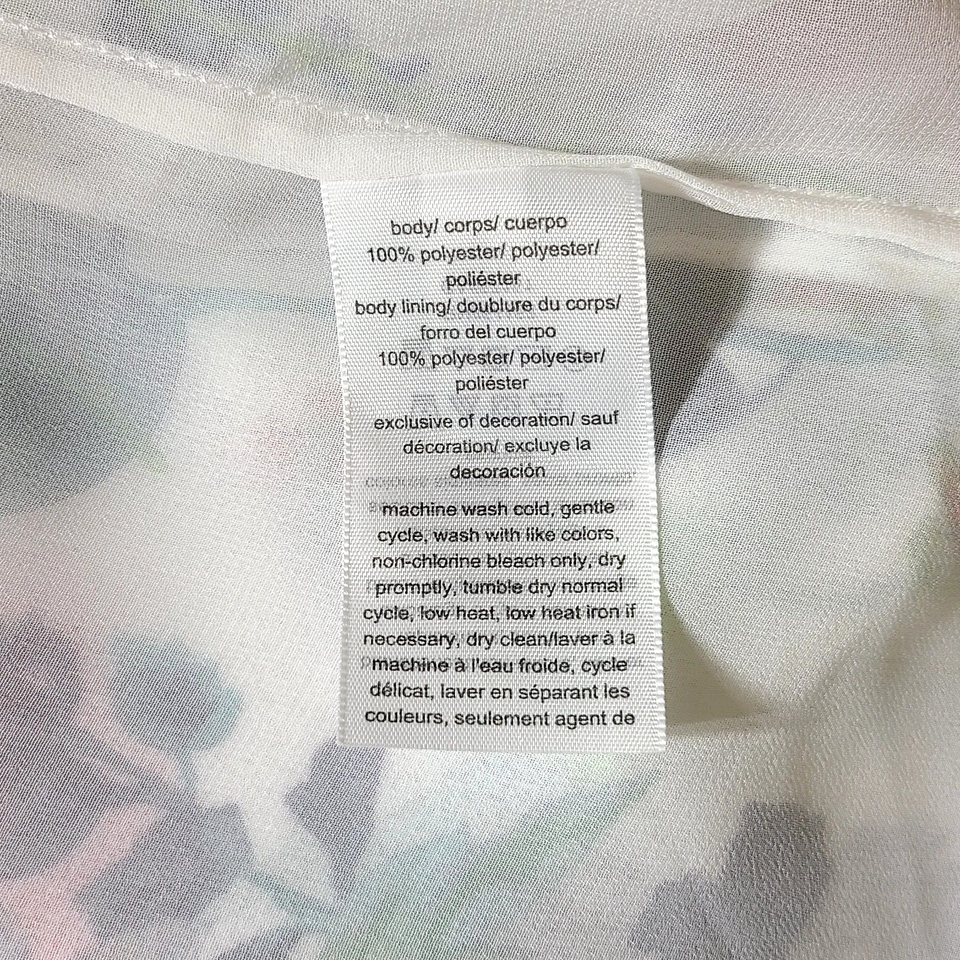 body/ corps/ cuerpo
100% polyester/ polyester/
poliéster
body lining/ doublure du corps/
forro del cuerpo
100% polyester/ polyester/
poliéster
exclusive of decoration/ sauf
décoration/ excluye la
decoración
machine wash cold, gentle
cycle, wash with like colors,
non-chlorine bleach only, dry
promptly, tumble dry normal
cycle, low heat, low heat iron if
necessary, dry clean/laver à la
machine à l'eau froide, cycle
délicat, laver en séparant les
couleurs, seulement agent de